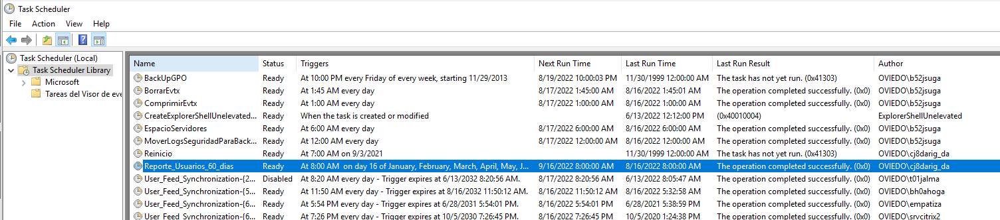 Task Scheduler
File Action View Help
Task Scheduler (Local)
Task Scheduler Library
Microsoft
Tareas del Visor de eve
Name Status Triggers Next Run Time Last Run Time Last Run Result Author
BackUpGPO Ready At 10:00 PM every Friday of every week, starting 11/29/2013 8/19/2022 10:00:03 PM 11/30/1999 12:00:00 AM The task has not yet run. (0x41303) OVIEDO\b52jsuga
BorrarEvtx Ready At 1:45 AM every day 8/17/2022 1:45:00 AM 8/16/2022 1:45:01 AM The operation completed successfully. (0x0) OVIEDO\b52jsuga
ComprimirEvtx Ready At 1:00 AM every day 8/17/2022 1:00:00 AM 8/16/2022 1:00:00 AM The operation completed successfully. (0x0) OVIEDO\b52jsuga
CreateExplorerShellUnelevated... Ready When the task is created or modified 6/13/2022 12:12:00 PM (0x40010004) ExplorerShellUnelevated
EspacioServidores Ready At 6:00 AM every day 8/17/2022 6:00:00 AM 8/16/2022 6:00:00 AM The operation completed successfully. (0x0) OVIEDO\b52jsuga
MoverLogsSeguridadParaBack... Ready At 12:00 AM every day 8/17/2022 12:00:00 AM 8/16/2022 12:00:00 AM The operation completed successfully. (0x0) OVIEDO\b52jsuga
Reinicio Ready At 7:00 AM on 9/3/2021 11/30/1999 12:00:00 AM The task has not yet run. (0x41303) OVIEDO\cj8darig_da
Reporte_Usuarios_60_dias Ready At 8:00 AM on day 16 of January, February, March, April, May, J... 9/16/2022 8:00:00 AM 8/16/2022 8:00:00 AM The operation completed successfully. (0x0) OVIEDO\cj8darig_da
User_Feed_Synchronization-{2... Disabled At 8:20 AM every day - Trigger expires at 6/13/2032 8:20:56 AM. 8/17/2022 8:20:56 AM 6/13/2022 8:05:47 AM The operation completed successfully. (0x0) OVIEDO\t01jalma
User_Feed_Synchronization-{5... Ready At 11:50 AM every day - Trigger expires at 8/16/2032 11:50:12 AM. 8/16/2022 11:50:12 AM 8/16/2022 5:32:58 AM The operation completed successfully. (0x0) OVIEDO\bh0ahoga
User_Feed_Synchronization-{6... Ready At 5:54 PM every day - Trigger expires at 6/28/2031 5:54:01 PM. 8/16/2022 5:54:01 PM 6/28/2021 5:38:59 PM The operation completed successfully. (0x0) OVIEDO\empatiza
User_Feed_Synchronization-{6... Ready At 7:26 PM every day - Trigger expires at 10/5/2030 7:26:45 PM. 8/16/2022 7:26:45 PM 10/5/2020 1:24:38 PM The operation completed successfully. (0x0) OVIEDO\srvcitrix2